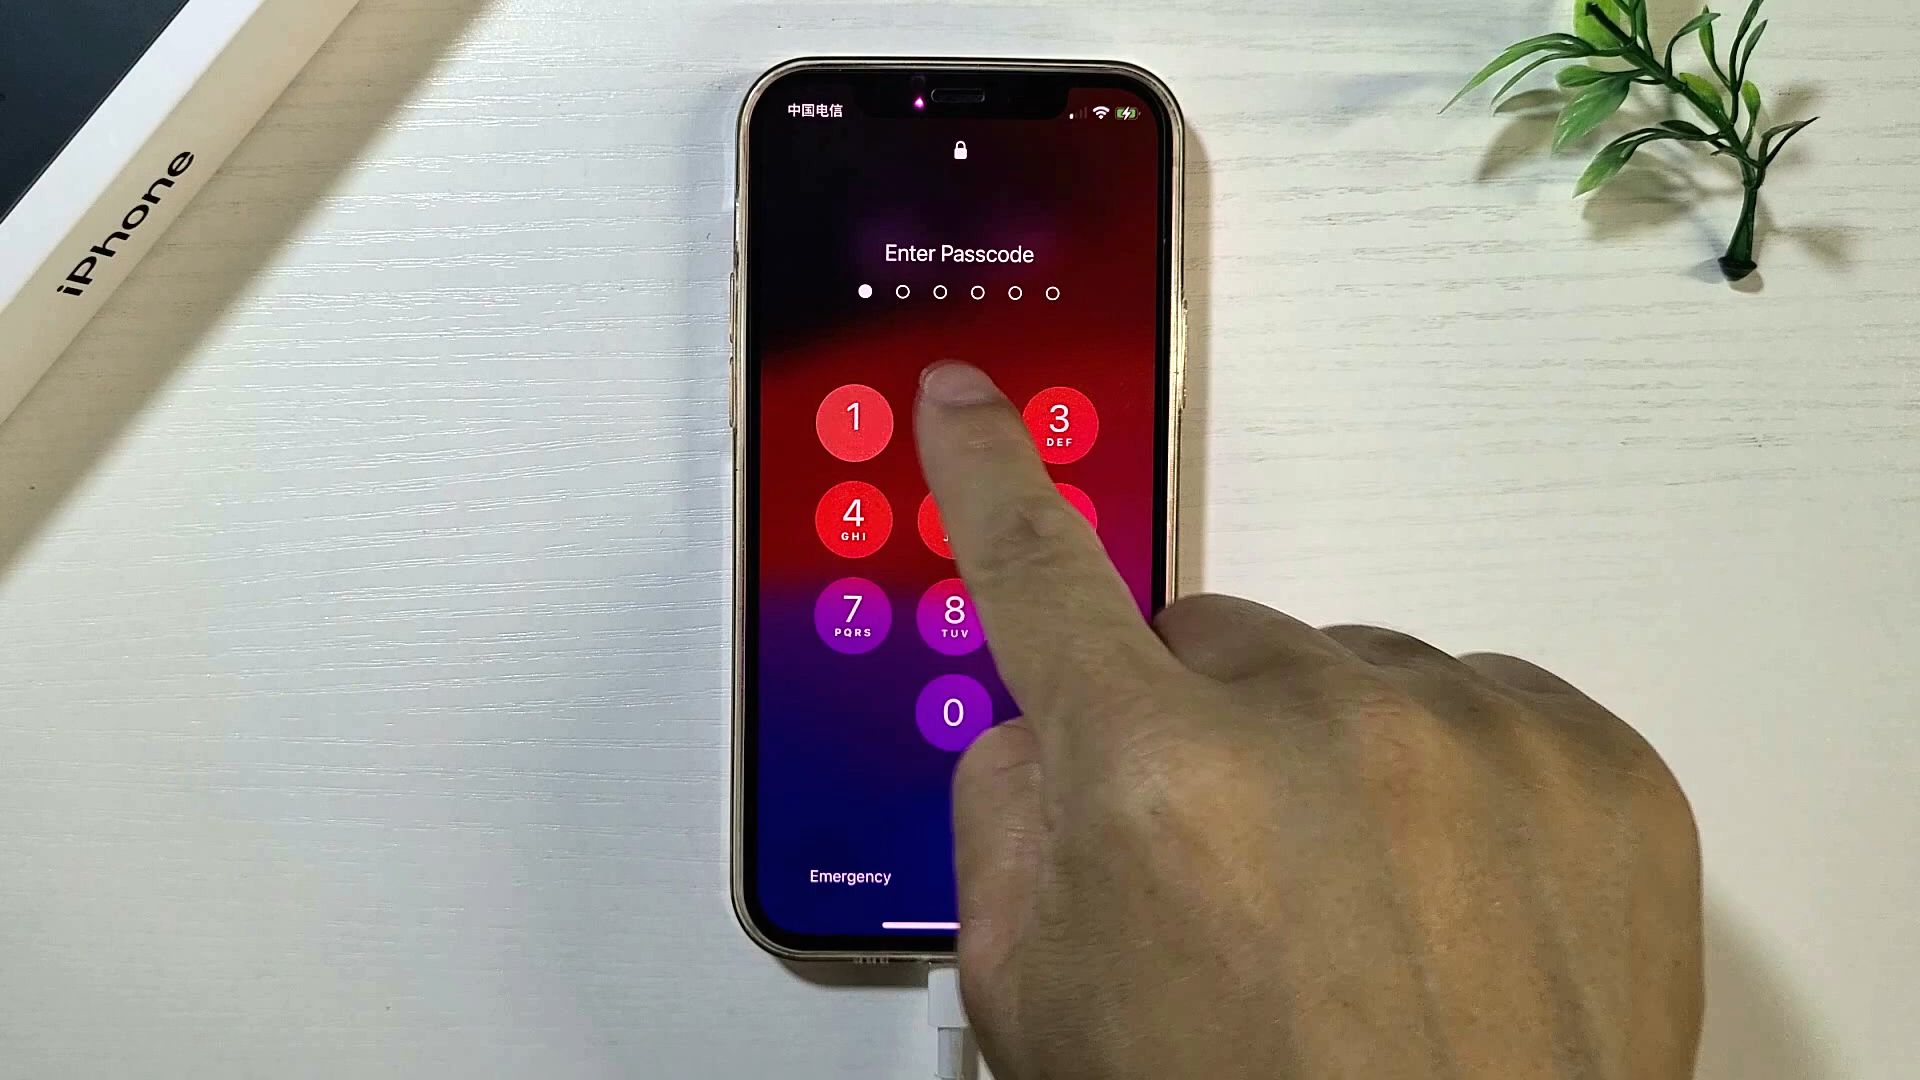 iPhone
中国电信
Enter Passcode
1
3
DEF
4
GHI
7
PQRS
8
TUV
0
Emergency